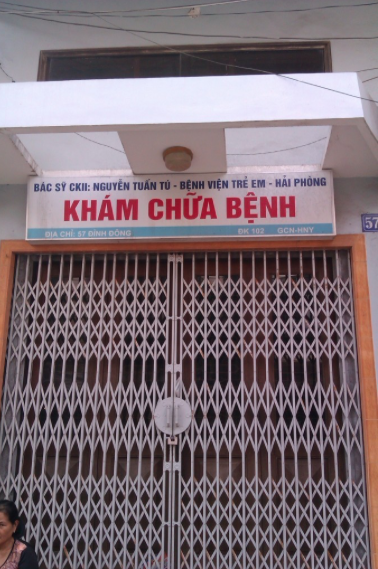 BÁC SỸ CKII: NGUYỄN TUẤN TÚ - BỆNH VIỆN TRẺ EM - HẢI PHÒNG
KHÁM CHỮA BỆNH
ĐỊA CHỈ: 57 ĐÌNH ĐÔNG ĐK 102 GCN-HNY
57